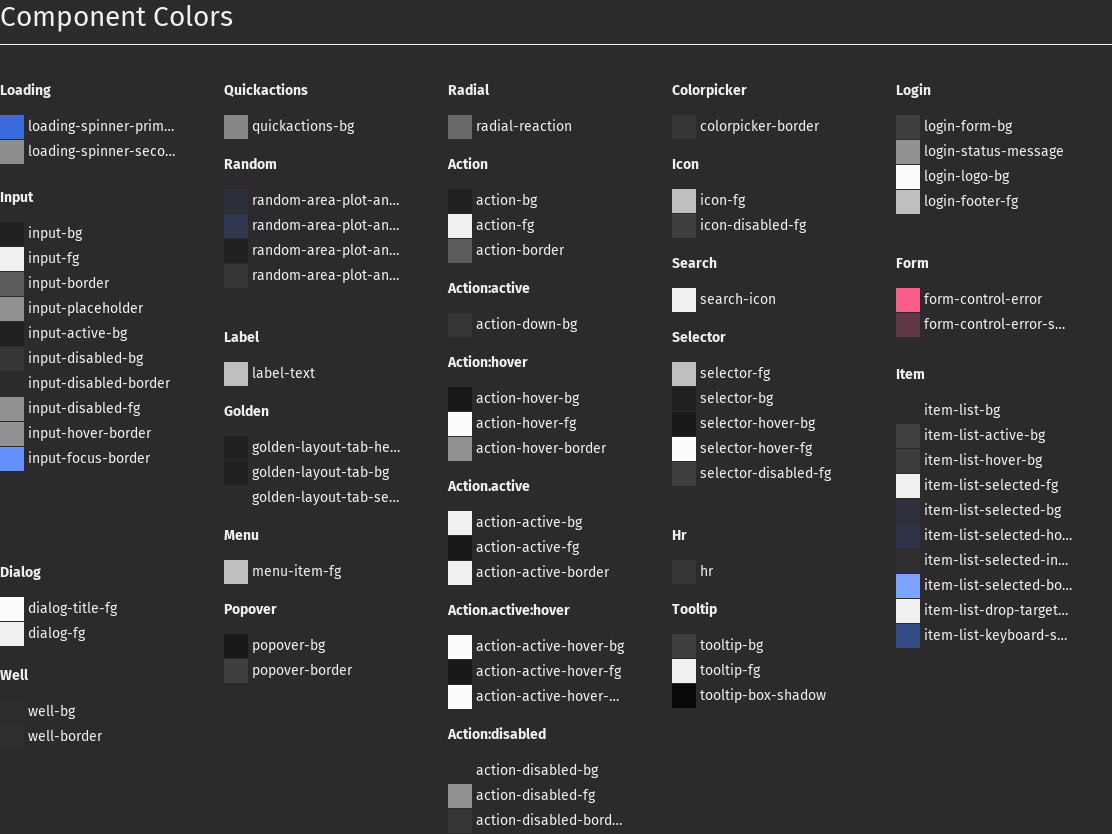 Component Colors
Loading
loading-spinner-prim...
loading-spinner-seco...
Input
input-bg
input-fg
input-border
input-placeholder
input-active-bg
input-disabled-bg
input-disabled-border
input-disabled-fg
input-hover-border
input-focus-border
Dialog
dialog-title-fg
dialog-fg
Well
well-bg
well-border
Quickactions
quickactions-bg
Random
random-area-plot-an...
random-area-plot-an...
random-area-plot-an...
random-area-plot-an...
Label
label-text
Golden
golden-layout-tab-he...
golden-layout-tab-bg
golden-layout-tab-se...
Menu
menu-item-fg
Popover
popover-bg
popover-border
Radial
radial-reaction
Action
action-bg
action-fg
action-border
Action:active
action-down-bg
Action:hover
action-hover-bg
action-hover-fg
action-hover-border
Action.active
action-active-bg
action-active-fg
action-active-border
Action.active:hover
action-active-hover-bg
action-active-hover-fg
action-active-hover-...
Action:disabled
action-disabled-bg
action-disabled-fg
action-disabled-bord...
Colorpicker
colorpicker-border
Icon
icon-fg
icon-disabled-fg
Search
search-icon
Selector
selector-fg
selector-bg
selector-hover-bg
selector-hover-fg
selector-disabled-fg
Hr
hr
Tooltip
tooltip-bg
tooltip-fg
tooltip-box-shadow
Login
login-form-bg
login-status-message
login-logo-bg
login-footer-fg
Form
form-control-error
form-control-error-s...
Item
item-list-bg
item-list-active-bg
item-list-hover-bg
item-list-selected-fg
item-list-selected-bg
item-list-selected-ho...
item-list-selected-in...
item-list-selected-bo...
item-list-drop-target...
item-list-keyboard-s...